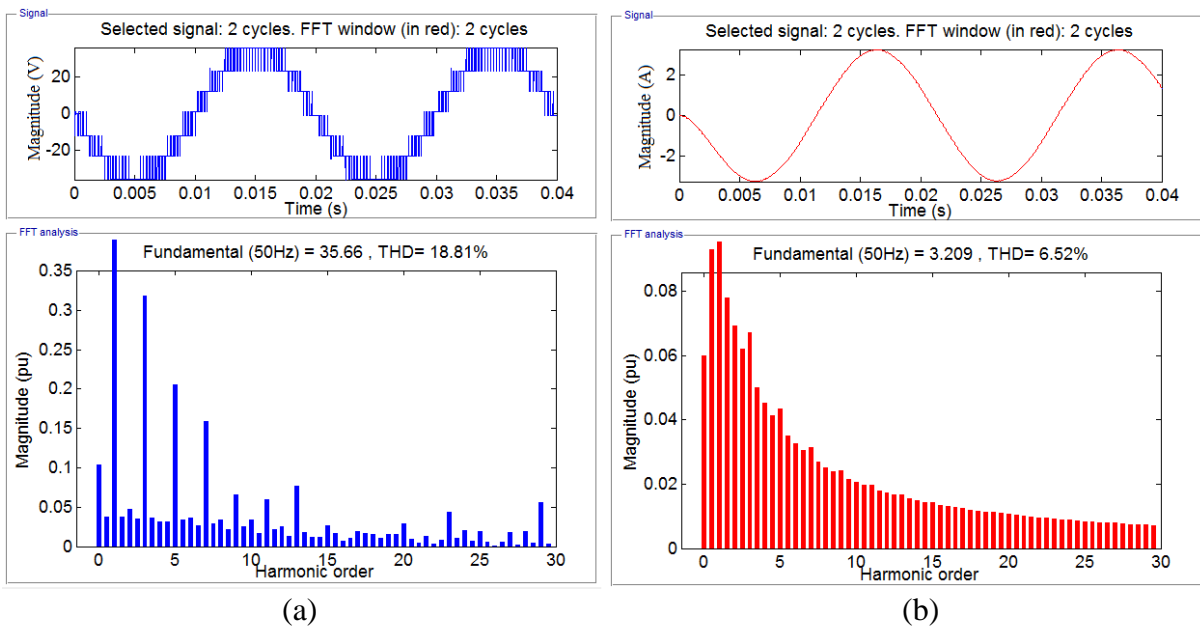 Signal
Selected signal: 2 cycles. FFT window (in red): 2 cycles
Magnitude (V)
20
0
-20
0 0.005 0.01 0.015 0.02 0.025 0.03 0.035 0.04
Time (s)
FFT analysis
Fundamental (50Hz) = 35.66 , THD= 18.81%
Magnitude (pu)
0.35
0.3
0.25
0.2
0.15
0.1
0.05
0
0 5 10 15 20 25 30
Harmonic order
(a)
Signal
Selected signal: 2 cycles. FFT window (in red): 2 cycles
Magnitude (A)
2
0
-2
0 0.005 0.01 0.015 0.02 0.025 0.03 0.035 0.04
Time (s)
FFT analysis
Fundamental (50Hz) = 3.209 , THD= 6.52%
Magnitude (pu)
0.08
0.06
0.04
0.02
0
0 5 10 15 20 25 30
Harmonic order
(b)